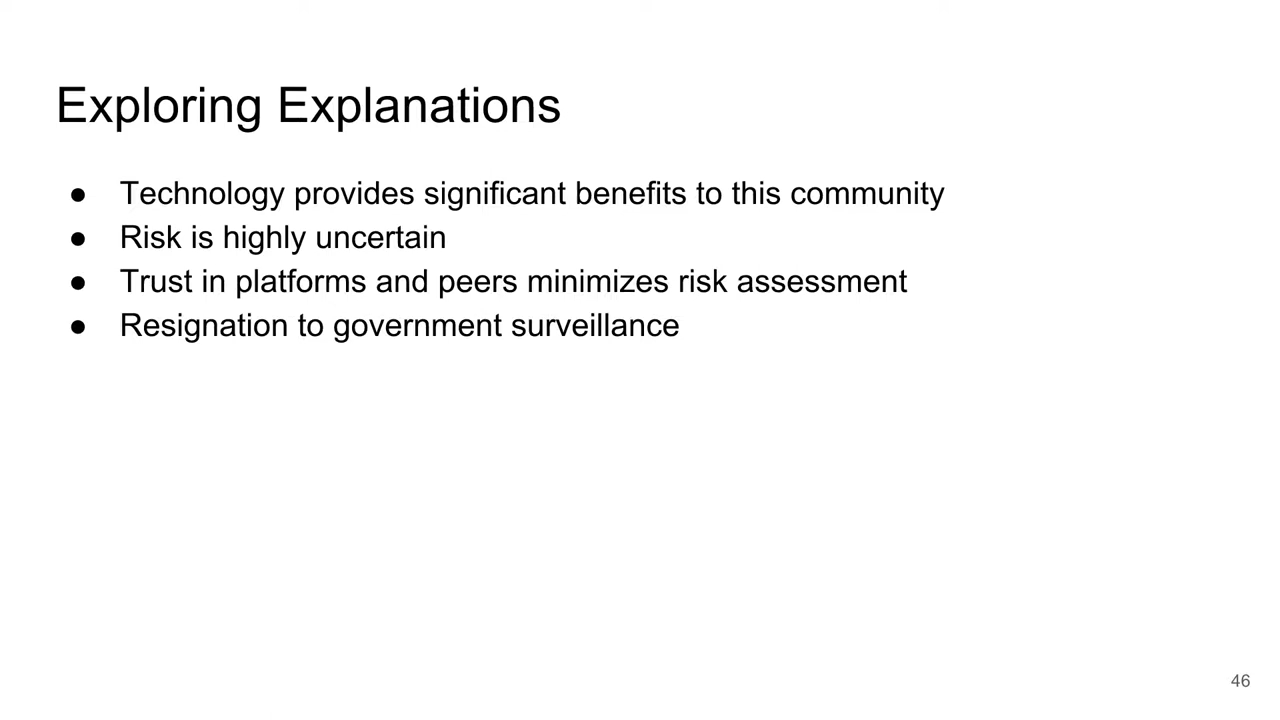 Exploring Explanations
● Technology provides significant benefits to this community
● Risk is highly uncertain
● Trust in platforms and peers minimizes risk assessment
● Resignation to government surveillance
46